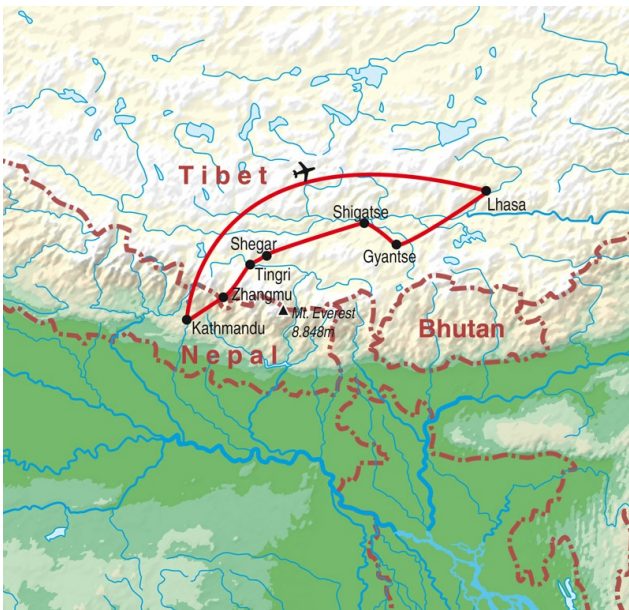 Tibet
Lhasa
Shigatse
Gyantse
Shegar
Tingri
Zhangmu
Mt. Everest
8.848m
Kathmandu
Nepal
Bhutan